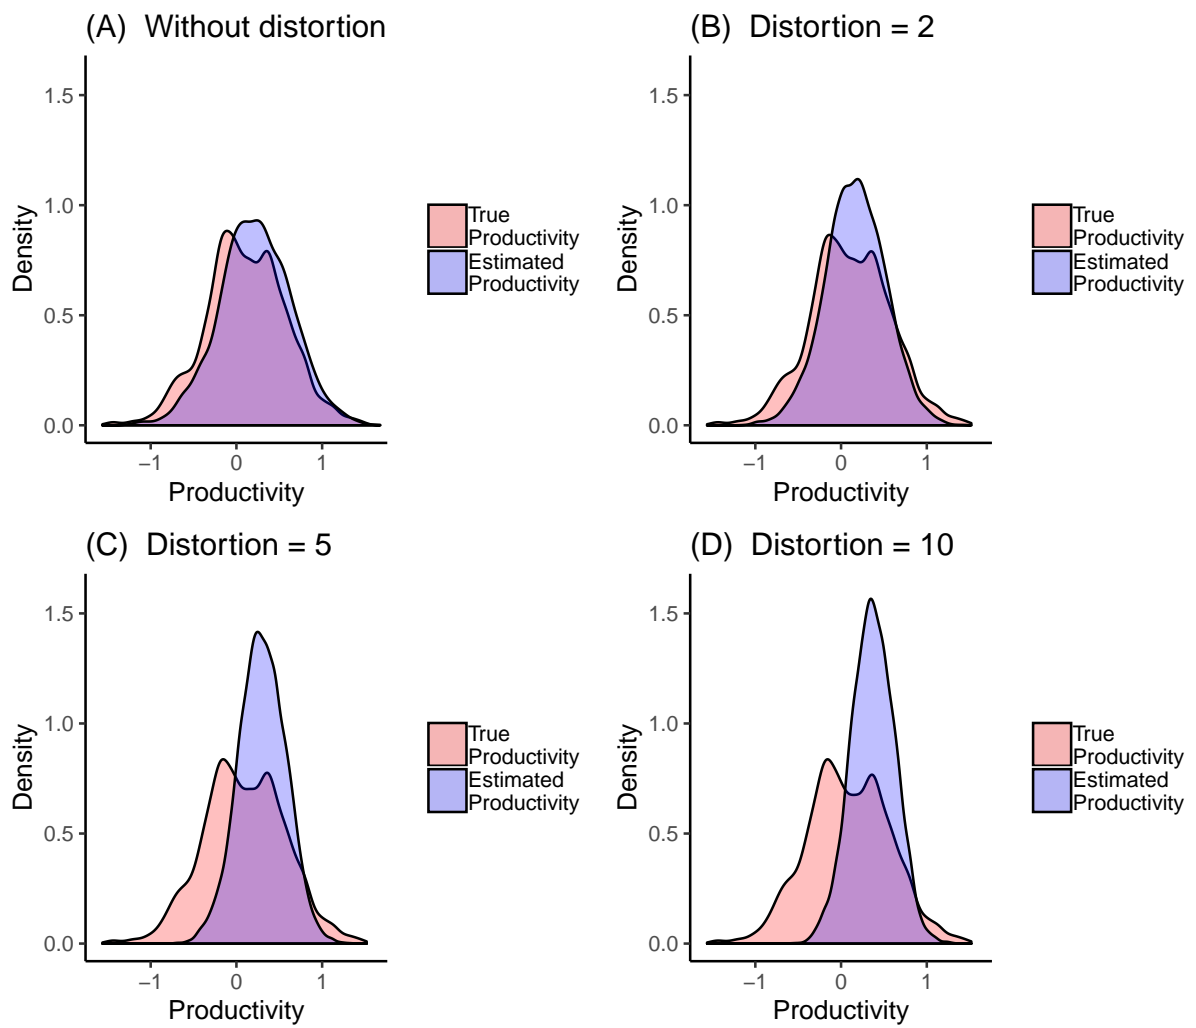 (A) Without distortion
Density
1.5
1.0
0.5
0.0
−1 0 1
Productivity
True
Productivity
Estimated
Productivity
(B) Distortion = 2
Density
1.5
1.0
0.5
0.0
−1 0 1
Productivity
True
Productivity
Estimated
Productivity
(C) Distortion = 5
Density
1.5
1.0
0.5
0.0
−1 0 1
Productivity
True
Productivity
Estimated
Productivity
(D) Distortion = 10
Density
1.5
1.0
0.5
0.0
−1 0 1
Productivity
True
Productivity
Estimated
Productivity